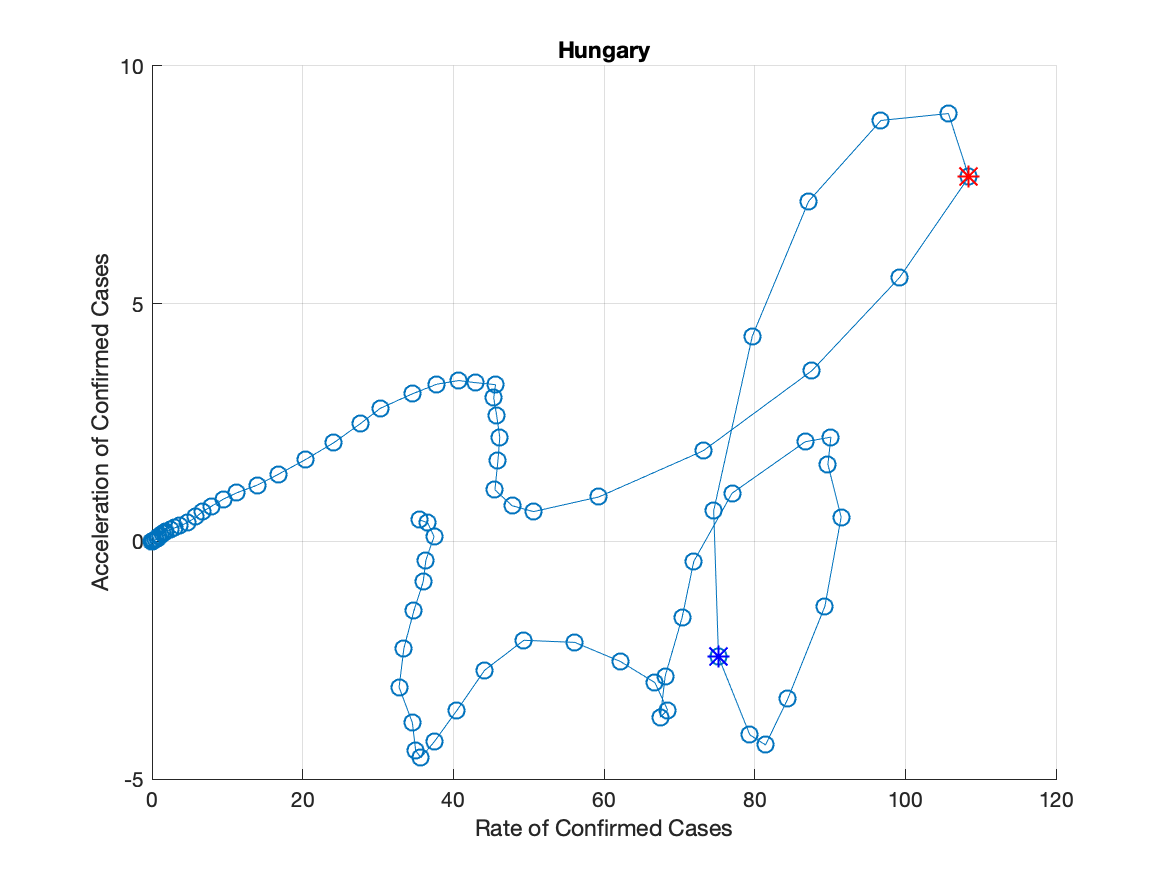 Hungary
10
5
0
-5
Acceleration of Confirmed Cases
0 20 40 60 80 100 120
Rate of Confirmed Cases